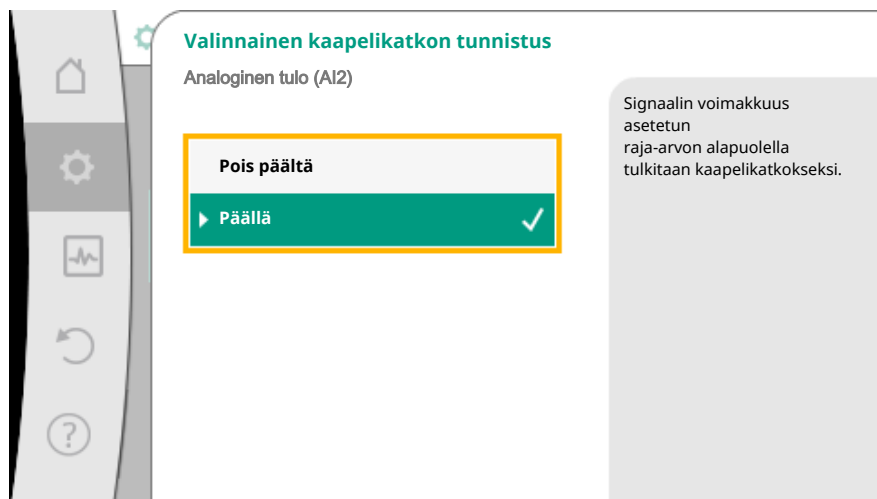 Valinnainen kaapelikatkon tunnistus
Analoginen tulo (AI2)
Pois päältä
Päällä
Signaalin voimakkuus
asetetun
raja-arvon alapuolella
tulkitaan kaapelikatkokseksi.
?